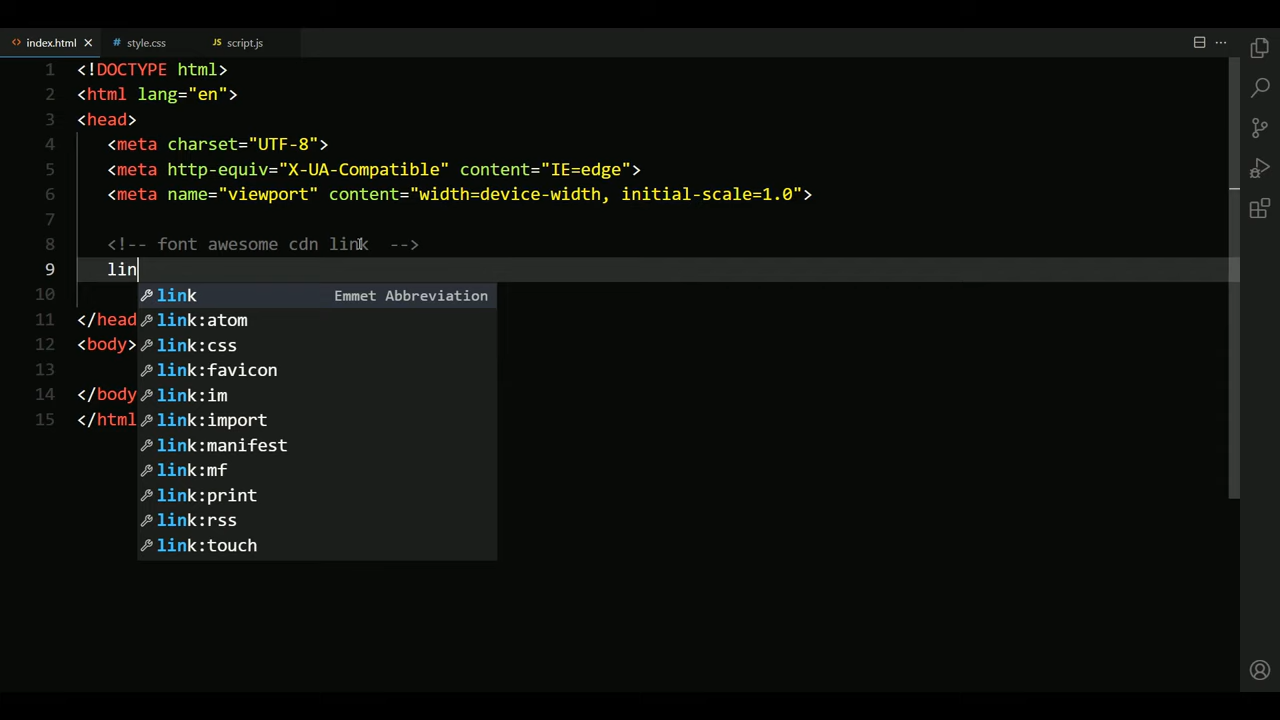 index.html style.css script.js
1 <!DOCTYPE html>
2 <html lang="en">
3 <head>
4 <meta charset="UTF-8">
5 <meta http-equiv="X-UA-Compatible" content="IE=edge">
6 <meta name="viewport" content="width=device-width, initial-scale=1.0">
7
8 <!-- font awesome cdn link  -->
9 lin
link Emmet Abbreviation
link:atom
link:css
link:favicon
link:im
link:import
link:manifest
link:mf
link:print
link:rss
link:touch
10
11 </head
12 <body>
13
14 </body
15 </html